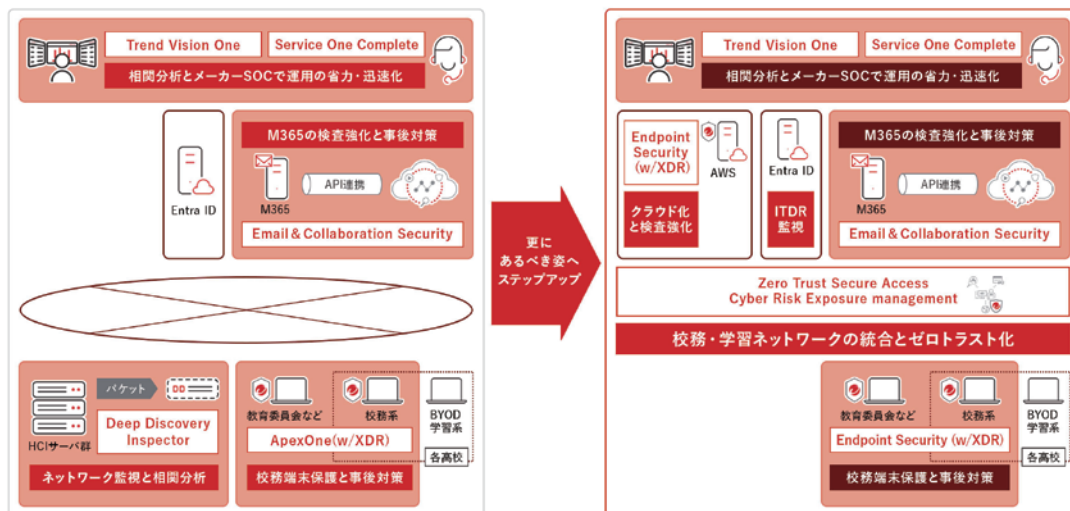 Trend Vision One
Service One Complete
相関分析とメーカーSOCで運用の省力・迅速化
Entra ID
M365の検査強化と事後対策
M365
API連携
Email & Collaboration Security
HCIサーバ群
パケット
Deep Discovery
Inspector
ネットワーク監視と相関分析
教育委員会など
校務系
ApexOne(w/XDR)
校務端末保護と事後対策
BYOD
学習系
各高校
更に
あるべき姿へ
ステップアップ
Trend Vision One
Service One Complete
相関分析とメーカーSOCで運用の省力・迅速化
Endpoint
Security
(w/XDR)
AWS
クラウド化
と検査強化
Entra ID
ITDR
監視
M365の検査強化と事後対策
M365
API連携
Email & Collaboration Security
Zero Trust Secure Access
Cyber Risk Exposure management
校務・学習ネットワークの統合とゼロトラスト化
教育委員会など
校務系
Endpoint Security (w/XDR)
校務端末保護と事後対策
BYOD
学習系
各高校